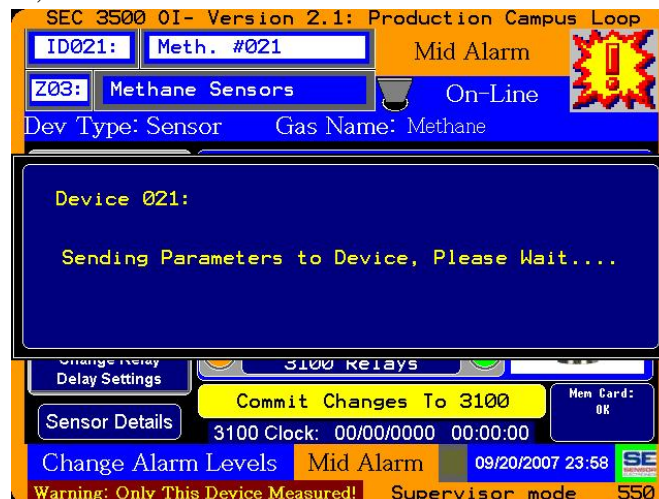 SEC 3500 OI- Version 2.1: Production Campus Loop
ID021: Meth. #021 Mid Alarm
Z03: Methane Sensors On-Line
Dev Type: Sensor Gas Name: Methane
Device 021:
Sending Parameters to Device, Please Wait....
Change Relay 3100 Relays
Delay Settings
Commit Changes To 3100 Mem Card:
OK
Sensor Details 3100 Clock: 00/00/0000 00:00:00
Change Alarm Levels Mid Alarm 09/20/2007 23:58 SE
Warning: Only This Device Measured! Supervisor mode 550